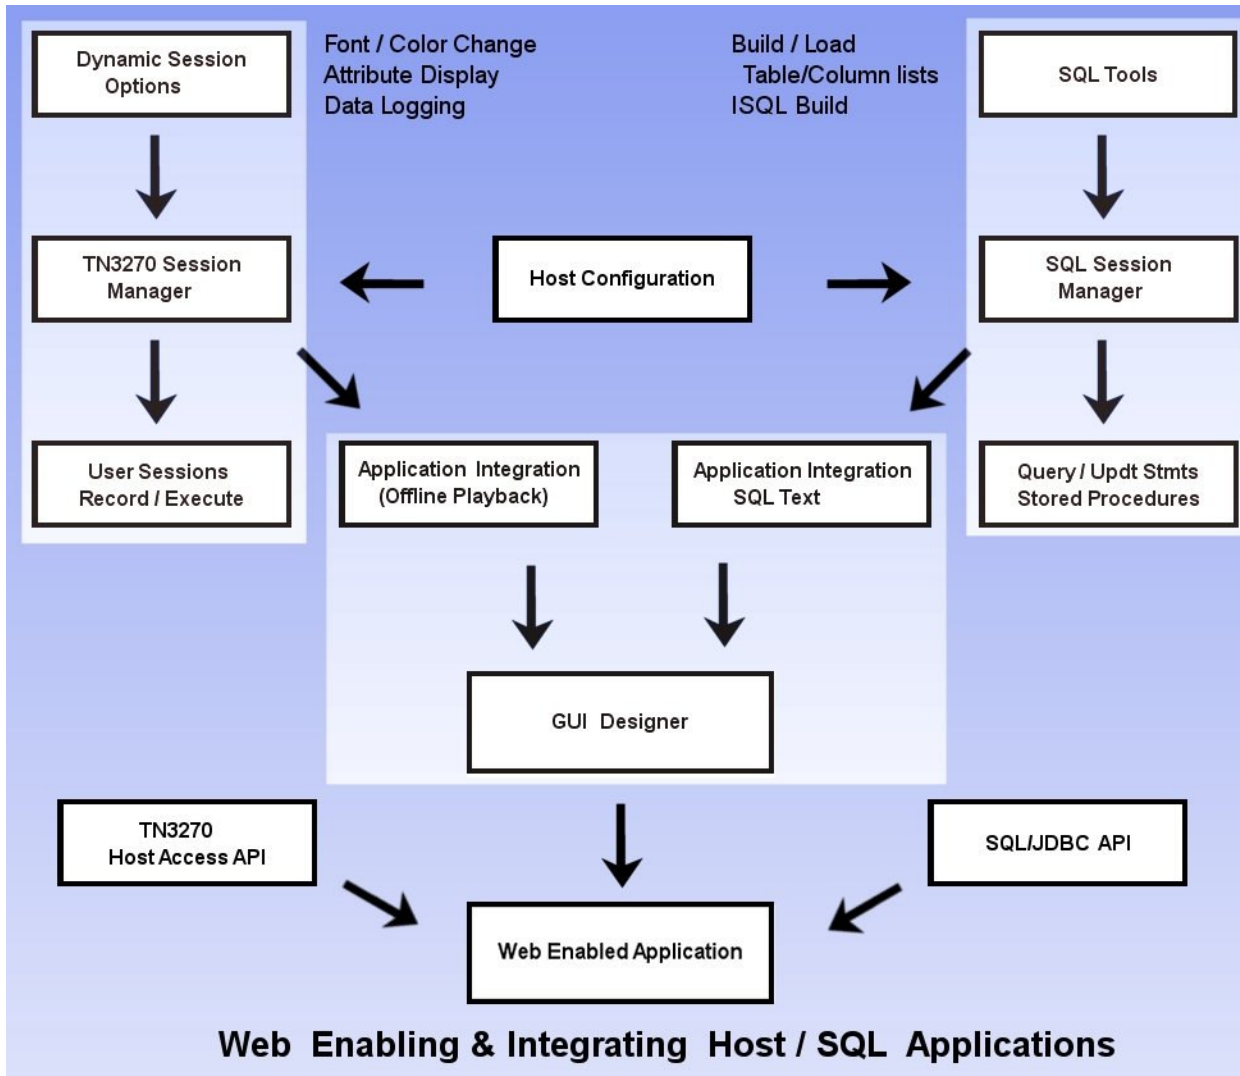 Dynamic Session
Options
Font / Color Change
Attribute Display
Data Logging
Build / Load
Table/Column lists
ISQL Build
SQL Tools
TN3270 Session
Manager
Host Configuration
SQL Session
Manager
User Sessions
Record / Execute
Application Integration
(Offline Playback)
Application Integration
SQL Text
Query / Updt Stmts
Stored Procedures
GUI Designer
TN3270
Host Access API
SQL/JDBC API
Web Enabled Application
Web Enabling & Integrating Host / SQL Applications